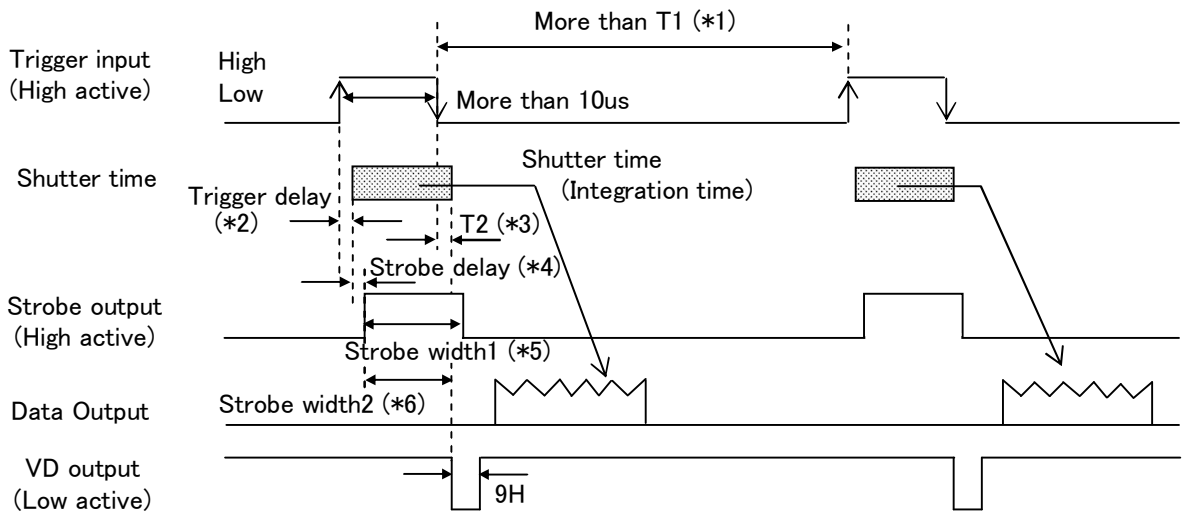 More than T1 (*1)
Trigger input
(High active)
High
Low
More than 10us
Shutter time
Shutter time
(Integration time)
Trigger delay
(*2)
T2 (*3)
Strobe delay (*4)
Strobe output
(High active)
Strobe width1 (*5)
Strobe width2 (*6)
Data Output
VD output
(Low active)
9H